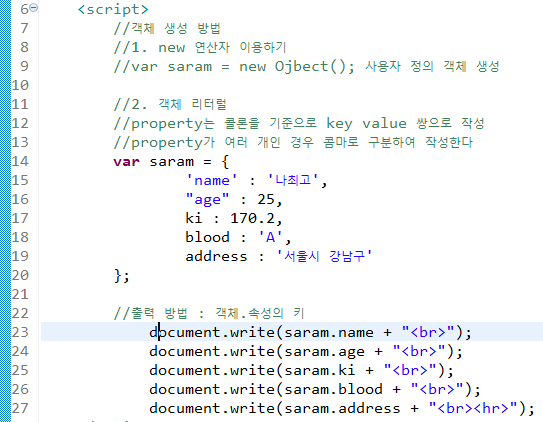 6 <script>
7 //객체 생성 방법
8 //1. new 연산자 이용하기
9 //var saram = new Ojbect(); 사용자 정의 객체 생성
10
11 //2. 객체 리터럴
12 //property는 콜론을 기준으로 key value 쌍으로 작성
13 //property가 여러 개인 경우 콤마로 구분하여 작성한다
14 var saram = {
15 'name' : '나최고',
16 "age" : 25,
17 ki : 170.2,
18 blood : 'A',
19 address : '서울시 강남구'
20 };
21
22 //출력 방법 : 객체.속성의 키
23 document.write(saram.name + "<br>");
24 document.write(saram.age + "<br>");
25 document.write(saram.ki + "<br>");
26 document.write(saram.blood + "<br>");
27 document.write(saram.address + "<br><hr>");